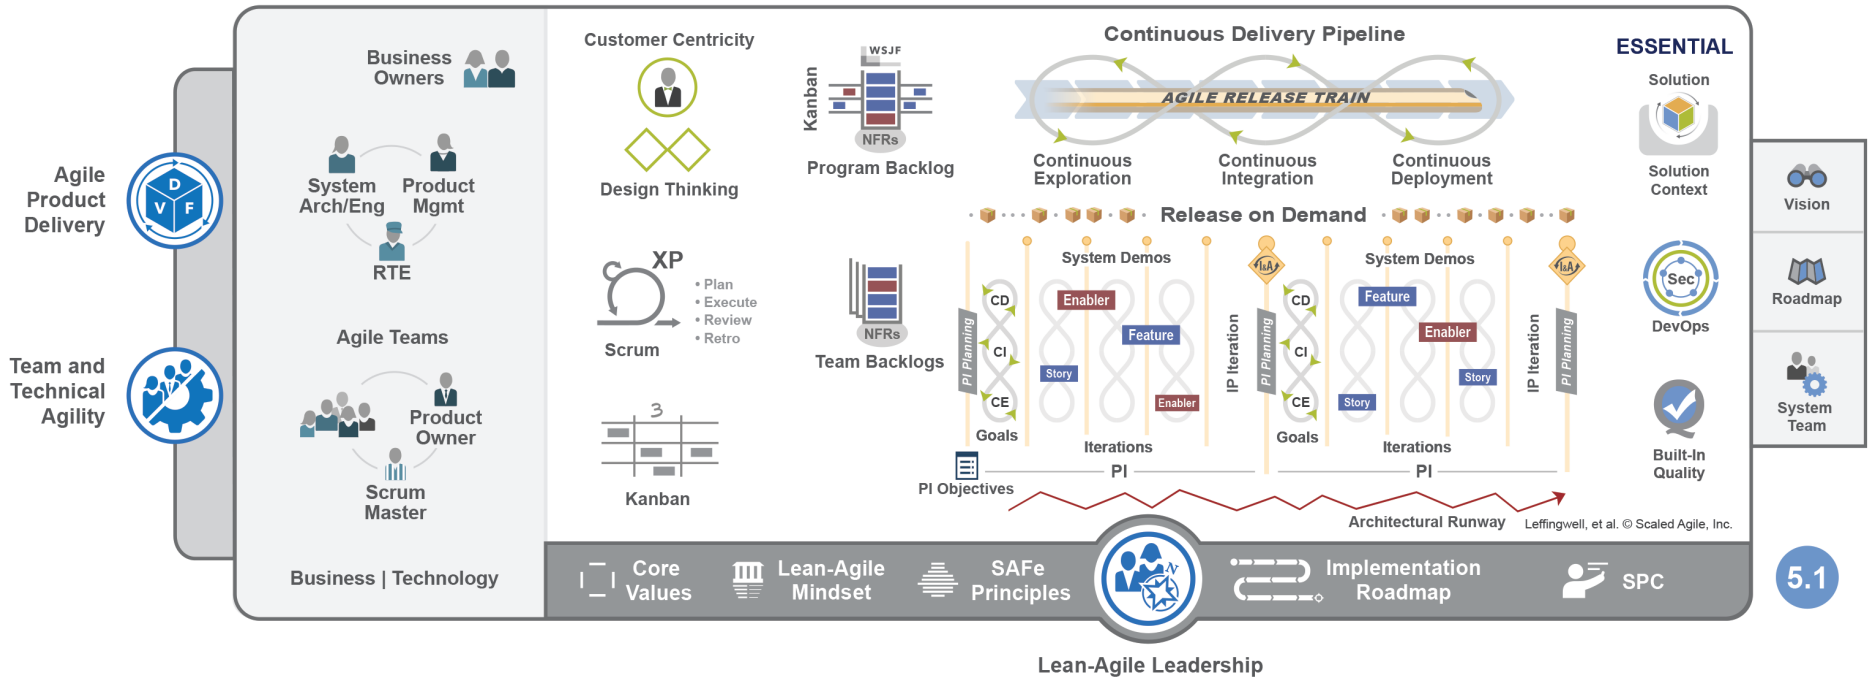 Agile
Product
Delivery
D
V F
Team and
Technical
Agility
Business
Owners
System
Arch/Eng
Product
Mgmt
RTE
Agile Teams
Product
Owner
Scrum
Master
Business | Technology
Customer Centricity
Design Thinking
XP
• Plan
• Execute
• Review
• Retro
Scrum
3
Kanban
WSJF
Kanban
NFRs
Program Backlog
NFRs
Team Backlogs
Continuous Delivery Pipeline
AGILE RELEASE TRAIN
Continuous
Exploration
Continuous
Integration
Continuous
Deployment
Release on Demand
System Demos
System Demos
I&A
I&A
PI Planning
CD
CI
CE
Goals
Enabler
Feature
Story
Enabler
Iterations
IP Iteration
PI Planning
CD
CI
CE
Goals
Feature
Enabler
Story
Story
Iterations
IP Iteration
PI Planning
PI
PI
PI Objectives
Architectural Runway
Leffingwell, et al. © Scaled Agile, Inc.
ESSENTIAL
Solution
Solution
Context
Sec
DevOps
Built-In
Quality
Vision
Roadmap
System
Team
Core
Values
Lean-Agile
Mindset
SAFe
Principles
N
Implementation
Roadmap
SPC
5.1
Lean-Agile Leadership